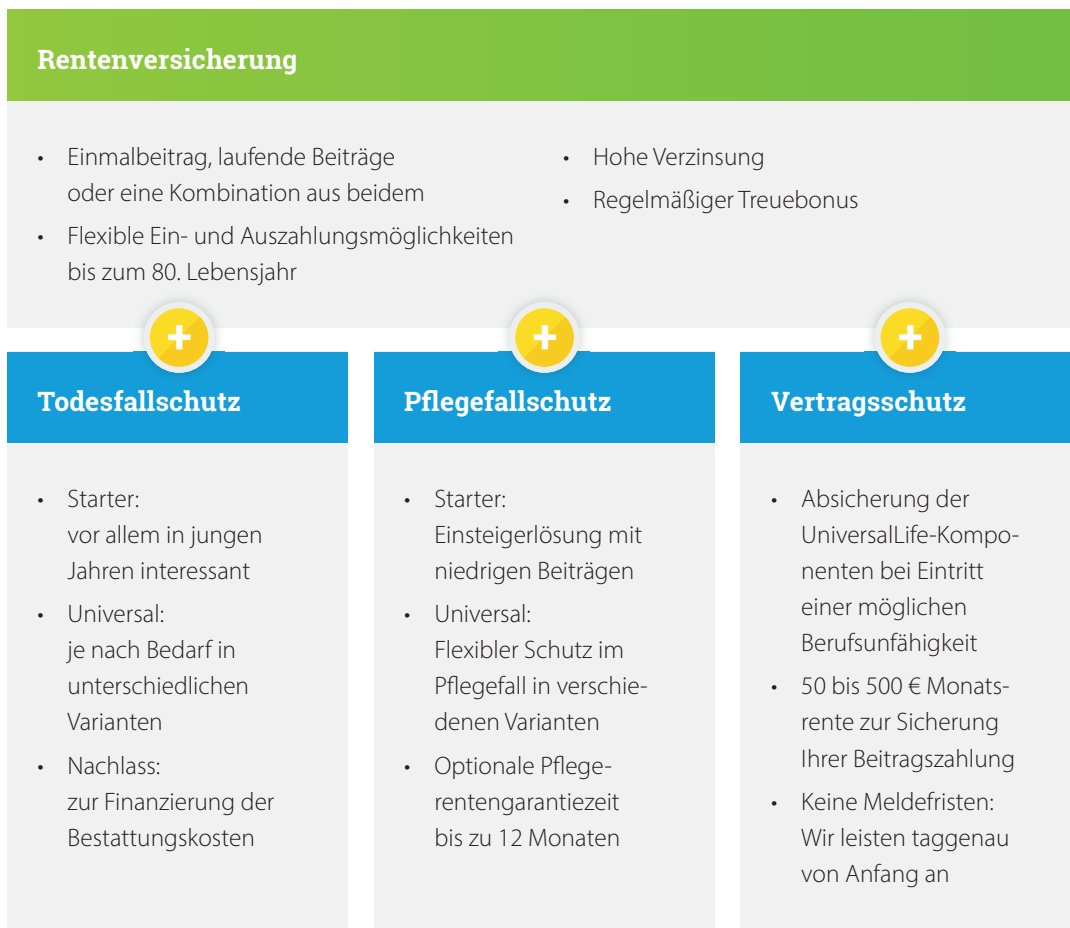 Rentenversicherung
• Einmalbeitrag, laufende Beiträge
oder eine Kombination aus beidem
• Flexible Ein- und Auszahlungsmöglichkeiten
bis zum 80. Lebensjahr
• Hohe Verzinsung
• Regelmäßiger Treuebonus
+
+
+
Todesfallschutz
• Starter:
vor allem in jungen
Jahren interessant
• Universal:
je nach Bedarf in
unterschiedlichen
Varianten
• Nachlass:
zur Finanzierung der
Bestattungskosten
Pflegefallschutz
• Starter:
Einsteigerlösung mit
niedrigen Beiträgen
• Universal:
Flexibler Schutz im
Pflegefall in verschie-
denen Varianten
• Optionale Pflege-
rentengarantiezeit
bis zu 12 Monaten
Vertragsschutz
• Absicherung der
UniversalLife-Kompo-
nenten bei Eintritt
einer möglichen
Berufsunfähigkeit
• 50 bis 500 € Monats-
rente zur Sicherung
Ihrer Beitragszahlung
• Keine Meldefristen:
Wir leisten taggenau
von Anfang an